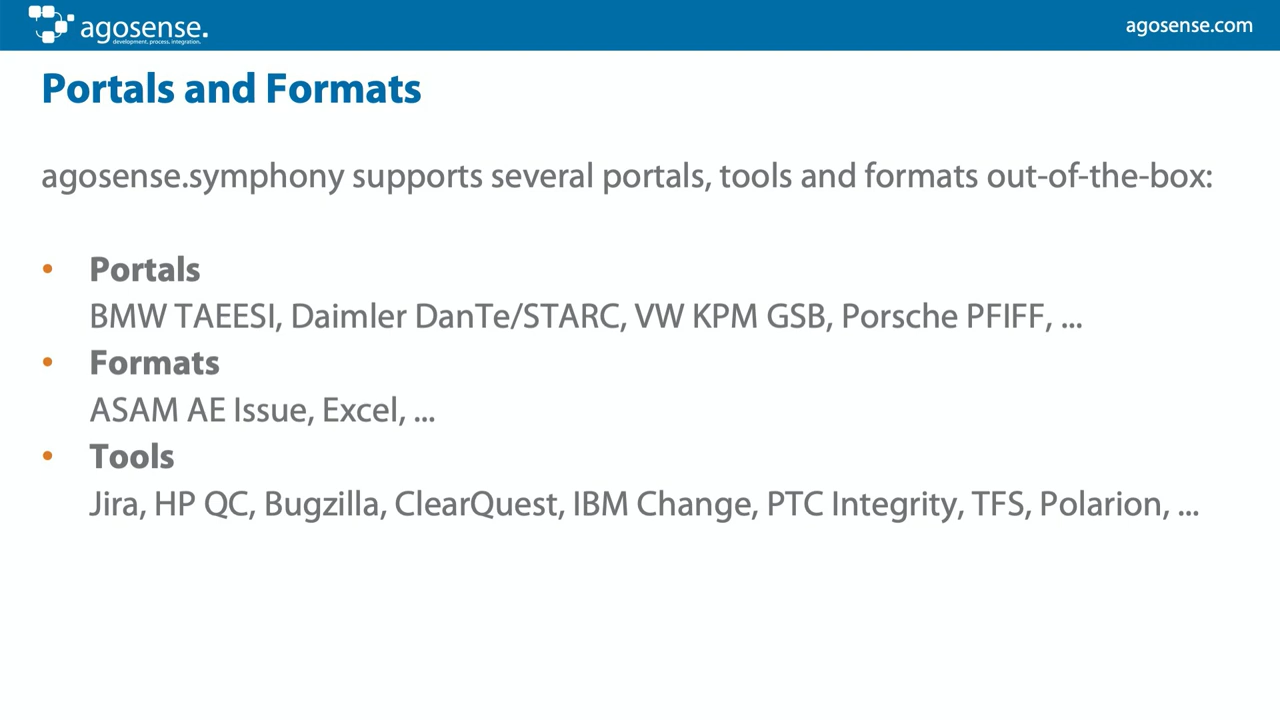 agosense.
development. process. integration.
agosense.com
Portals and Formats
agosense.symphony supports several portals, tools and formats out-of-the-box:
• Portals
BMW TAEESI, Daimler DanTe/STARC, VW KPM GSB, Porsche PFIFF, ...
• Formats
ASAM AE Issue, Excel, ...
• Tools
Jira, HP QC, Bugzilla, ClearQuest, IBM Change, PTC Integrity, TFS, Polarion, ...